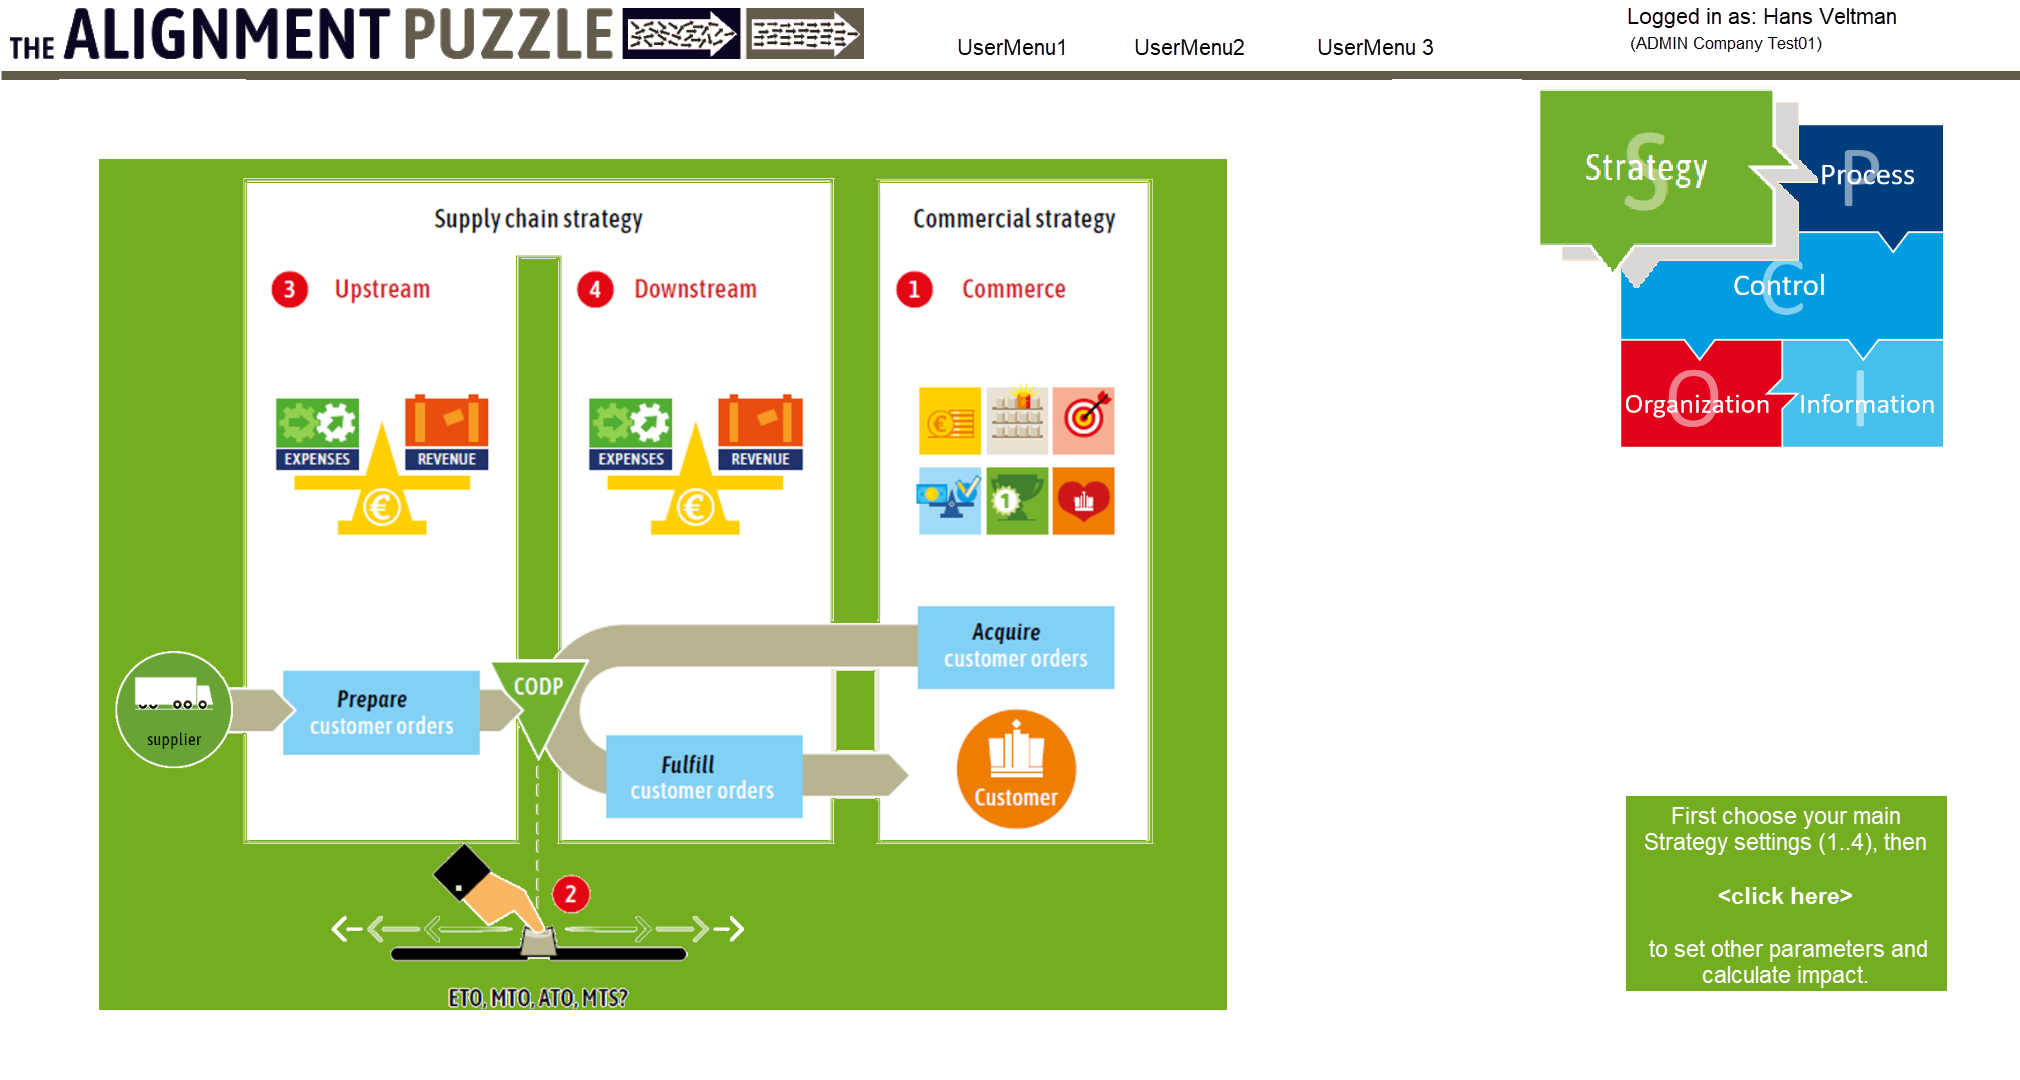 THE ALIGNMENT PUZZLE
UserMenu1
UserMenu2
UserMenu 3
Logged in as: Hans Veltman
(ADMIN Company Test01)
S
Strategy
P
Process
C
Control
O
Organization
I
Information
Supply chain strategy
Commercial strategy
3 Upstream
4 Downstream
1 Commerce
EXPENSES
REVENUE
€
EXPENSES
REVENUE
€
€
1
Acquire
customer orders
Prepare
customer orders
CODP
supplier
Fulfill
customer orders
Customer
2
ETO, MTO, ATO, MTS?
First choose your main
Strategy settings (1..4), then
<click here>
to set other parameters and
calculate impact.